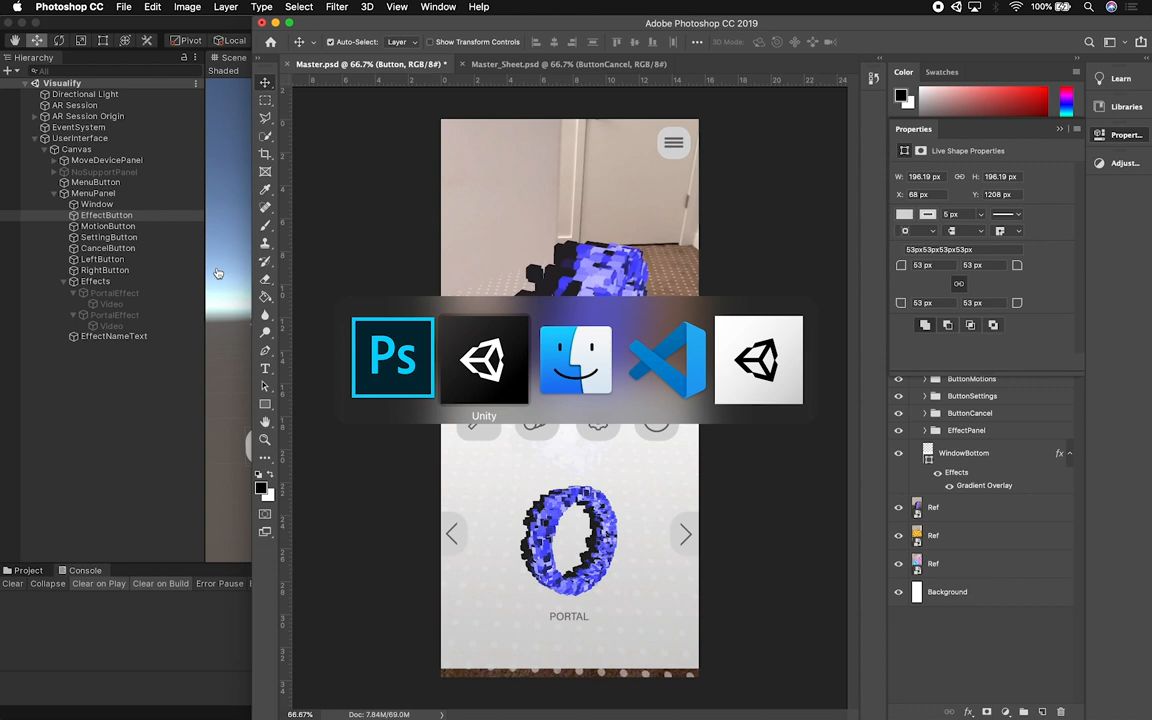 Photoshop CC File Edit Image Layer Type Select Filter 3D View Window Help
100%
Adobe Photoshop CC 2019
Pivot Local
Auto-Select: Layer Show Transform Controls 3D Mode:
Hierarchy
Scene
Shaded
All
Master.psd @ 66.7% (Button, RGB/8#) *
Master_Sheet.psd @ 66.7% (ButtonCancel, RGB/8#)
Visualify
Directional Light
AR Session
AR Session Origin
EventSystem
UserInterface
Canvas
MoveDevicePanel
NoSupportPanel
MenuButton
MenuPanel
Window
EffectButton
MotionButton
SettingButton
CancelButton
LeftButton
RightButton
Effects
PortalEffect
Video
PortalEffect
Video
EffectNameText
Project Console
Clear Collapse Clear on Play Clear on Build Error Pause
Ps
Unity
PORTAL
66.67% Doc: 7.84M/69.0M
Color Swatches
Learn
Libraries
Propert...
Adjust...
Properties
Live Shape Properties
W: 196.19 px H: 196.19 px
X: 68 px Y: 1208 px
5 px
53px53px53px53px
53 px 53 px
53 px 53 px
ButtonMotions
ButtonSettings
ButtonCancel
EffectPanel
WindowBottom fx
Effects
Gradient Overlay
Ref
Ref
Ref
Background
fx